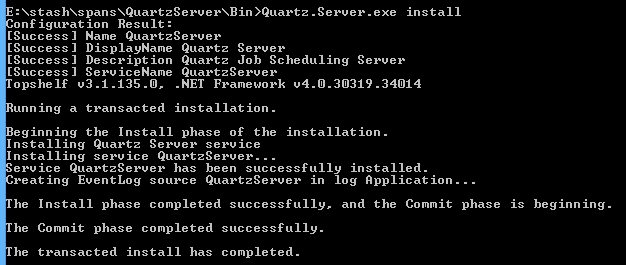 E:\stash\spans\QuartzServer\Bin>Quartz.Server.exe install
Configuration Result:
[Success] Name QuartzServer
[Success] DisplayName Quartz Server
[Success] Description Quartz Job Scheduling Server
[Success] ServiceName QuartzServer
Topshelf v3.1.135.0, .NET Framework v4.0.30319.34014
Running a transacted installation.
Beginning the Install phase of the installation.
Installing Quartz Server service
Installing service QuartzServer...
Service QuartzServer has been successfully installed.
Creating EventLog source QuartzServer in log Application...
The Install phase completed successfully, and the Commit phase is beginning.
The Commit phase completed successfully.
The transacted install has completed.